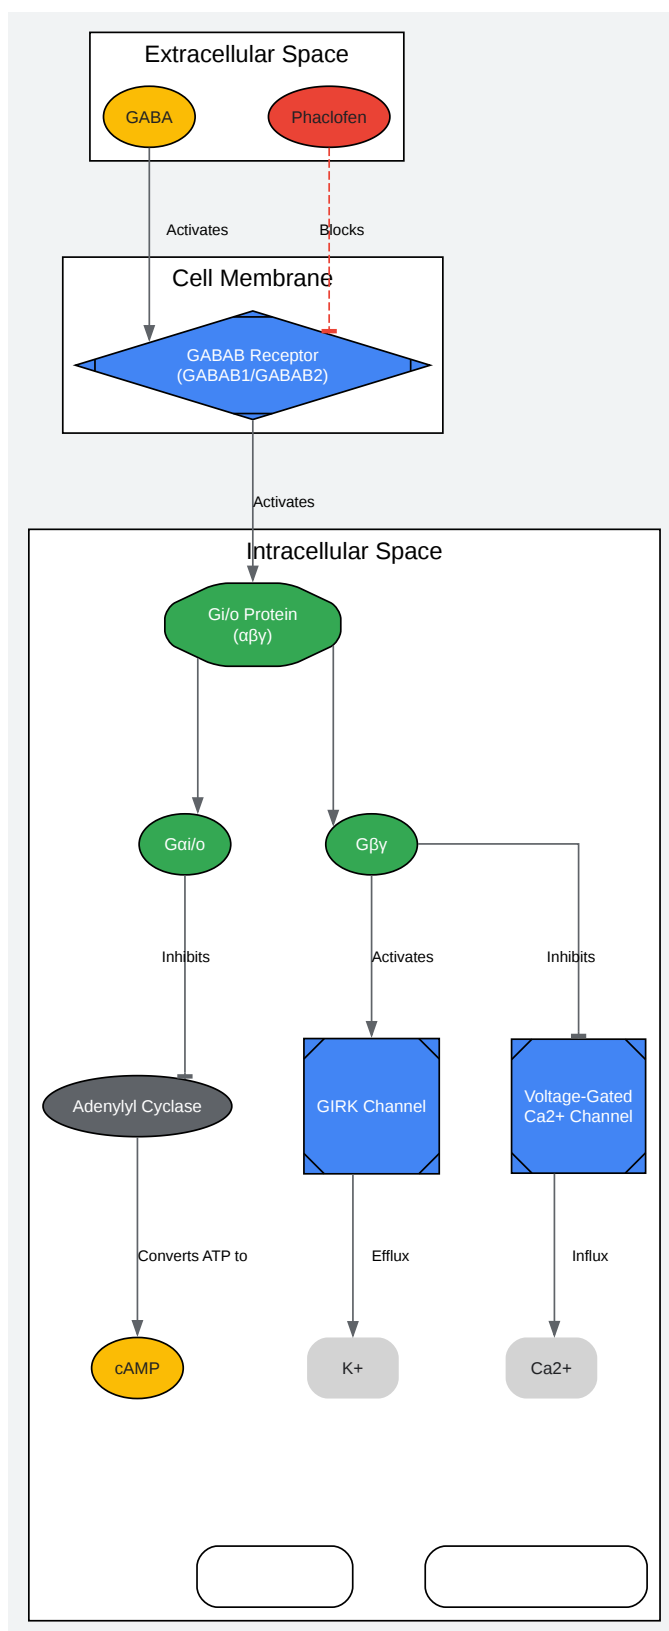 Extracellular Space
GABA
Phaclofen
Activates
Blocks
Cell Membrane
GABAB Receptor
(GABAB1/GABAB2)
Activates
Intracellular Space
Gi/o Protein
(αβγ)
Gαi/o
Gβγ
Inhibits
Activates
Inhibits
Adenylyl Cyclase
GIRK Channel
Voltage-Gated
Ca2+ Channel
Converts ATP to
Efflux
Influx
cAMP
K+
Ca2+